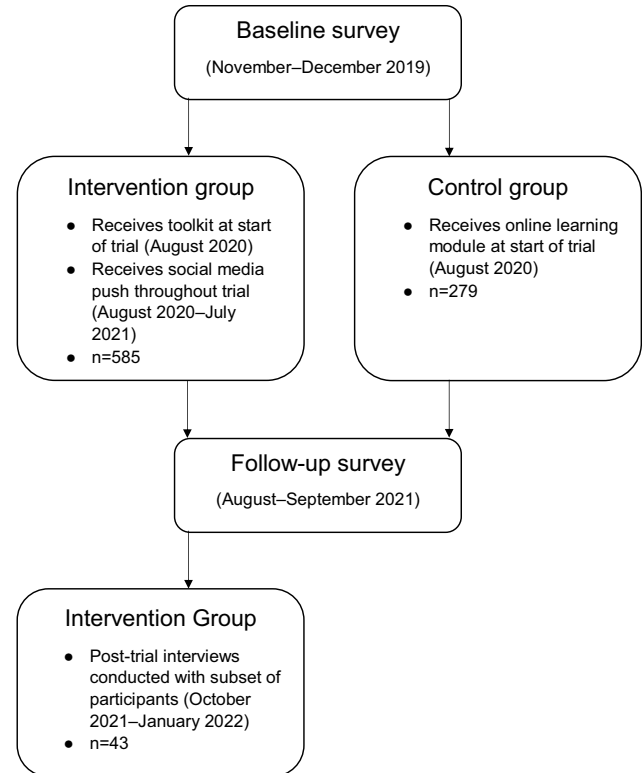 Baseline survey
(November–December 2019)
Intervention group
● Receives toolkit at start
of trial (August 2020)
● Receives social media
push throughout trial
(August 2020–July
2021)
● n=585
Control group
● Receives online learning
module at start of trial
(August 2020)
● n=279
Follow-up survey
(August–September 2021)
Intervention Group
● Post-trial interviews
conducted with subset of
participants (October
2021–January 2022)
● n=43